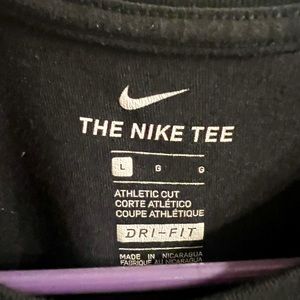 THE NIKE TEE
L G G
ATHLETIC CUT
CORTE ATLÉTICO
COUPE ATHLÉTIQUE
DRI-FIT
MADE IN NICARAGUA
FABRIQUÉ AU NICARAGUA